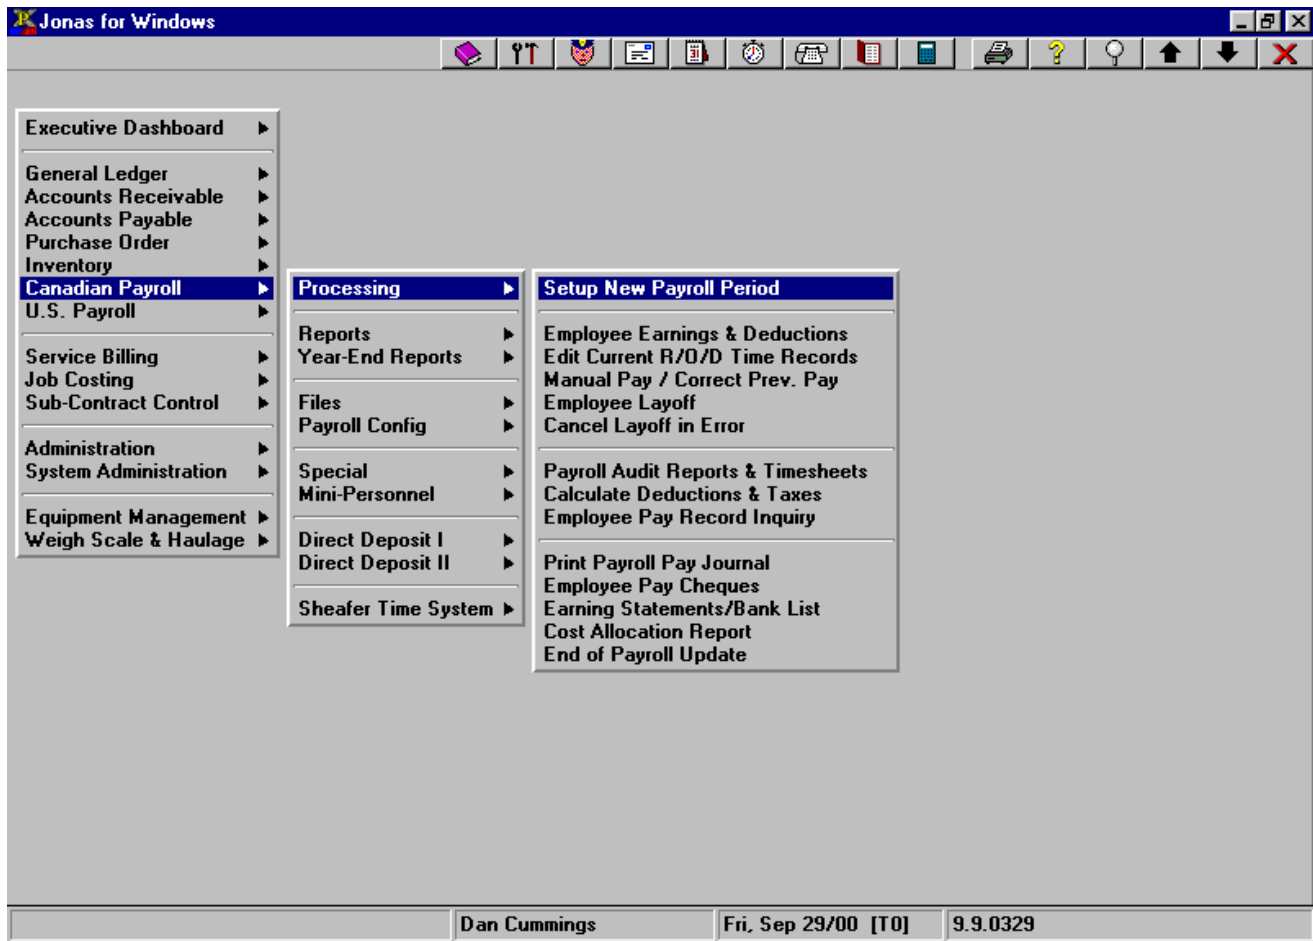 Jonas for Windows
Executive Dashboard
General Ledger
Accounts Receivable
Accounts Payable
Purchase Order
Inventory
Canadian Payroll
U.S. Payroll
Service Billing
Job Costing
Sub-Contract Control
Administration
System Administration
Equipment Management
Weigh Scale & Haulage
Processing
Reports
Year-End Reports
Files
Payroll Config
Special
Mini-Personnel
Direct Deposit I
Direct Deposit II
Sheafer Time System
Setup New Payroll Period
Employee Earnings & Deductions
Edit Current R/O/D Time Records
Manual Pay / Correct Prev. Pay
Employee Layoff
Cancel Layoff in Error
Payroll Audit Reports & Timesheets
Calculate Deductions & Taxes
Employee Pay Record Inquiry
Print Payroll Pay Journal
Employee Pay Cheques
Earning Statements/Bank List
Cost Allocation Report
End of Payroll Update
Dan Cummings
Fri, Sep 29/00 [T0]
9.9.0329